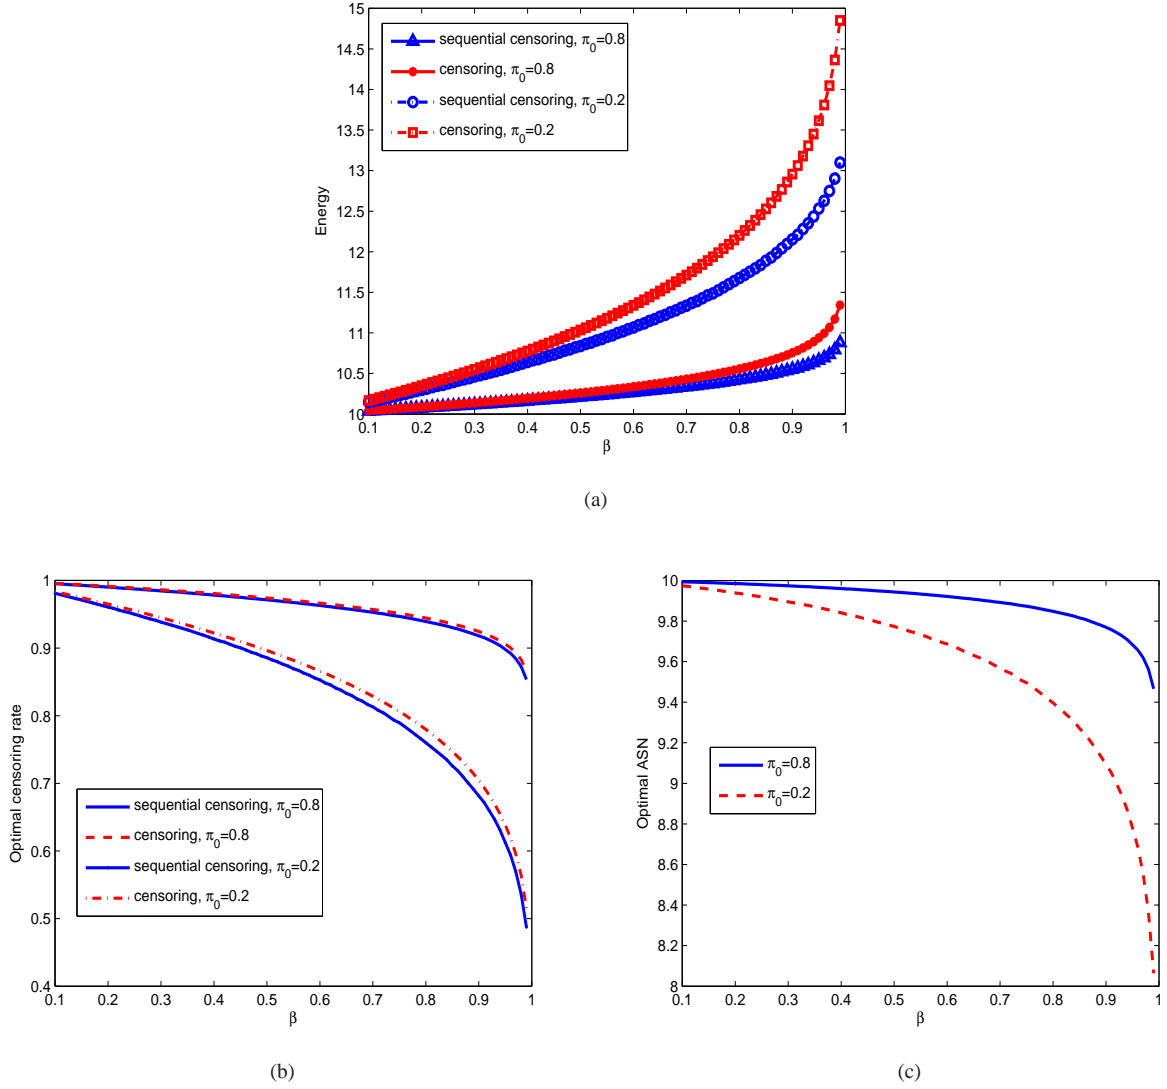 15
14.5
14
13.5
13
12.5
12
11.5
11
10.5
10
Energy
sequential censoring, π0=0.8
censoring, π0=0.8
sequential censoring, π0=0.2
censoring, π0=0.2
0.1 0.2 0.3 0.4 0.5 0.6 0.7 0.8 0.9 1
β
(a)
1
0.9
0.8
0.7
0.6
0.5
0.4
Optimal censoring rate
sequential censoring, π0=0.8
censoring, π0=0.8
sequential censoring, π0=0.2
censoring, π0=0.2
0.1 0.2 0.3 0.4 0.5 0.6 0.7 0.8 0.9 1
β
(b)
10
9.8
9.6
9.4
9.2
9
8.8
8.6
8.4
8.2
8
Optimal ASN
π0=0.8
π0=0.2
0.1 0.2 0.3 0.4 0.5 0.6 0.7 0.8 0.9 1
β
(c)